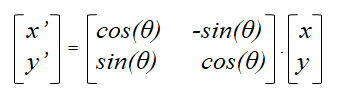 x’ = cos(θ) -sin(θ) . x
y’ sin(θ) cos(θ) y